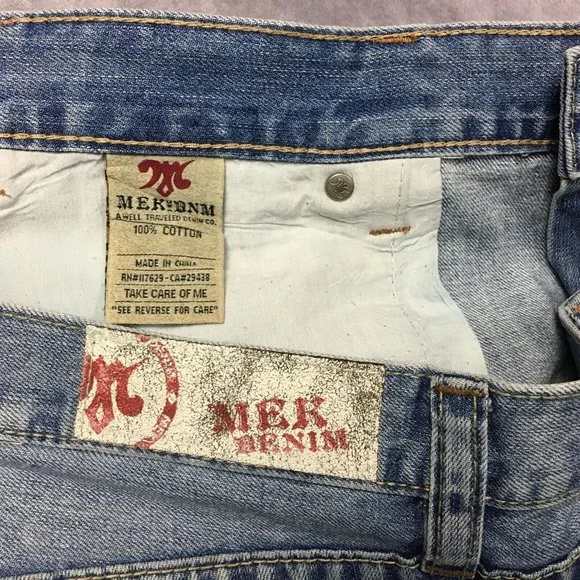 MEK DNM
A WELL TRAVELED DENIM CO.
100% COTTON
MADE IN CHINA
RN#117629 - CA#29438
TAKE CARE OF ME
"SEE REVERSE FOR CARE"
MEK
DENIM